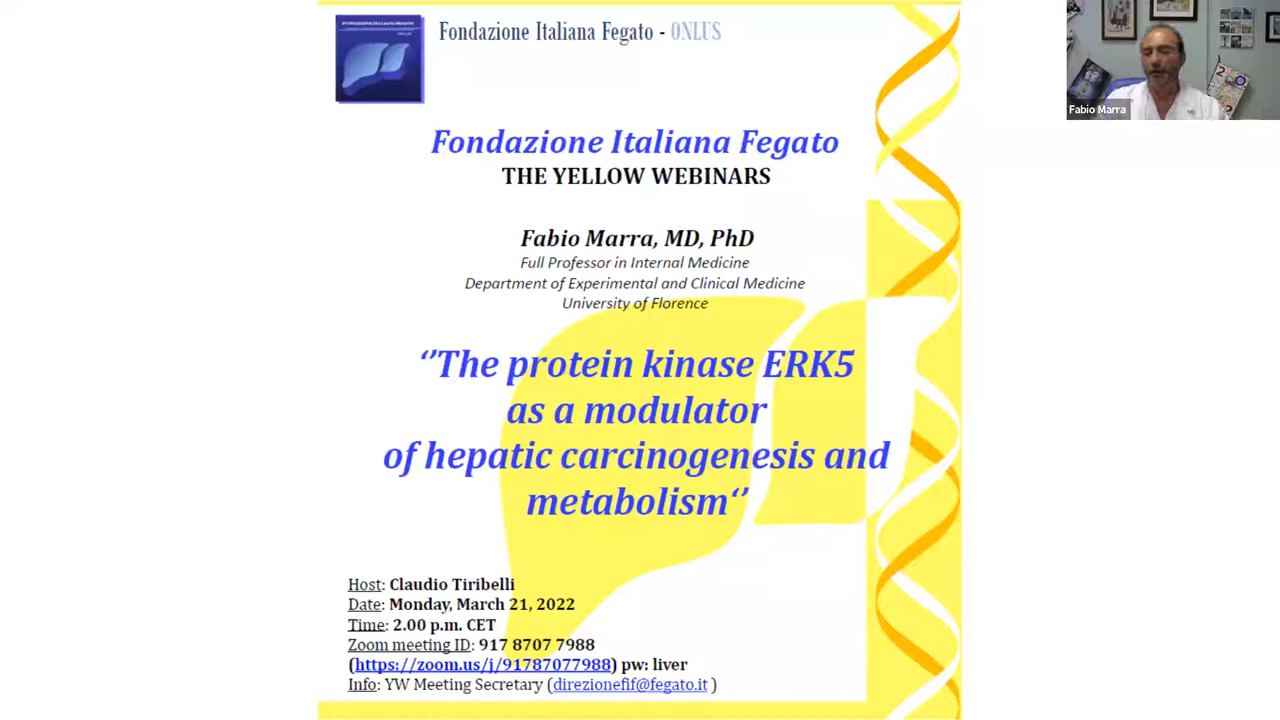 Fondazione Italiana Fegato - ONLUS
FONDAZIONE ITALIANA FEGATO
Fabio Marra
Fondazione Italiana Fegato
THE YELLOW WEBINARS
Fabio Marra, MD, PhD
Full Professor in Internal Medicine
Department of Experimental and Clinical Medicine
University of Florence
‘’The protein kinase ERK5
as a modulator
of hepatic carcinogenesis and
metabolism‘’
Host: Claudio Tiribelli
Date: Monday, March 21, 2022
Time: 2.00 p.m. CET
Zoom meeting ID: 917 8707 7988
(https://zoom.us/j/91787077988) pw: liver
Info: YW Meeting Secretary (direzionefif@fegato.it )